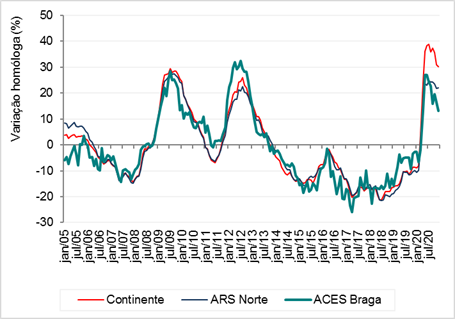 Variação homóloga (%)
50
40
30
20
10
0
-10
-20
-30
jan/05
jul/05
jan/06
jul/06
jan/07
jul/07
jan/08
jul/08
jan/09
jul/09
jan/10
jul/10
jan/11
jul/11
jan/12
jul/12
jan/13
jul/13
jan/14
jul/14
jan/15
jul/15
jan/16
jul/16
jan/17
jul/17
jan/18
jul/18
jan/19
jul/19
jan/20
jul/20
Continente ARS Norte ACES Braga